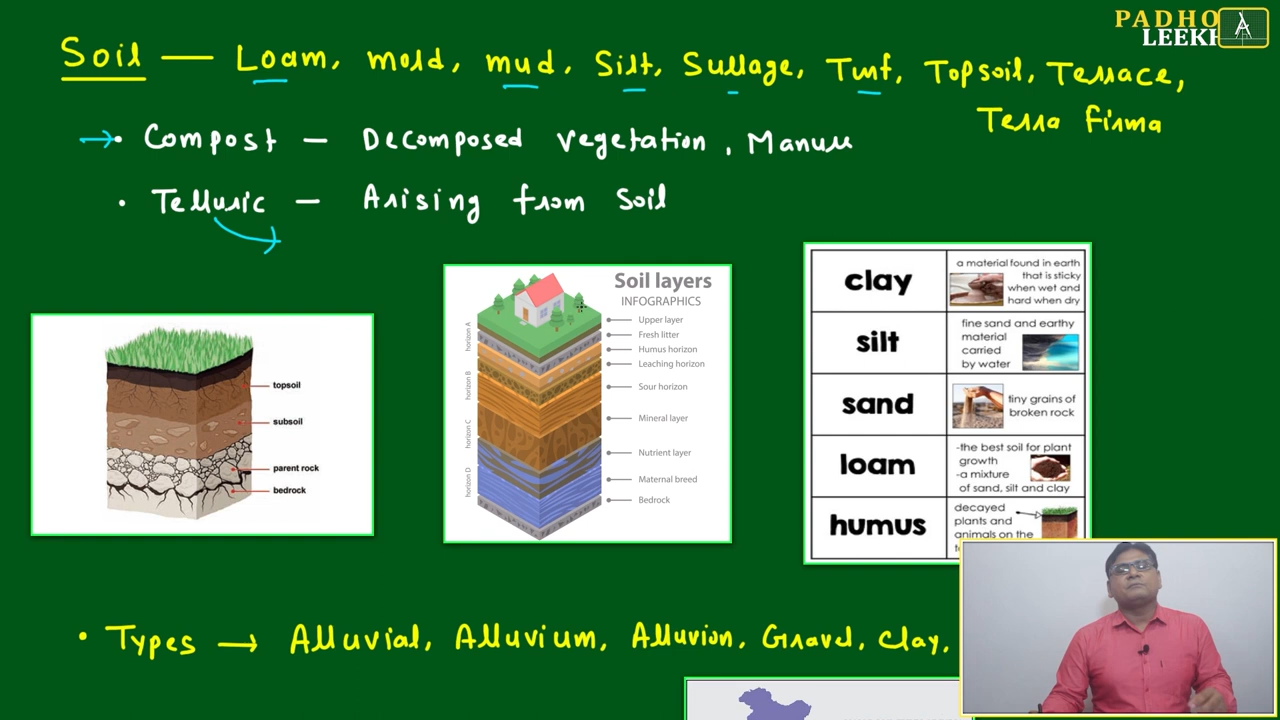 PADHO
LEEKH
Soil — Loam, mold, mud, Silt, Sullage, Turf, Topsoil, Terrace,
Terra firma
→ • Compost — Decomposed vegetation, Manure
• Telluric — Arising from Soil
topsoil
subsoil
parent rock
bedrock
Soil layers
INFOGRAPHICS
horizon A
horizon B
horizon C
horizon D
Upper layer
Fresh litter
Humus horizon
Leaching horizon
Sour horizon
Mineral layer
Nutrient layer
Maternal breed
Bedrock
clay
a material found in earth
that is sticky
when wet and
hard when dry
silt
fine sand and earthy
material
carried
by water
sand
tiny grains of
broken rock
loam
-the best soil for plant
growth
-a mixture
of sand, silt and clay
humus
decayed
plants and
animals on the
• Types → Alluvial, Alluvium, Alluvion, Gravel, Clay,